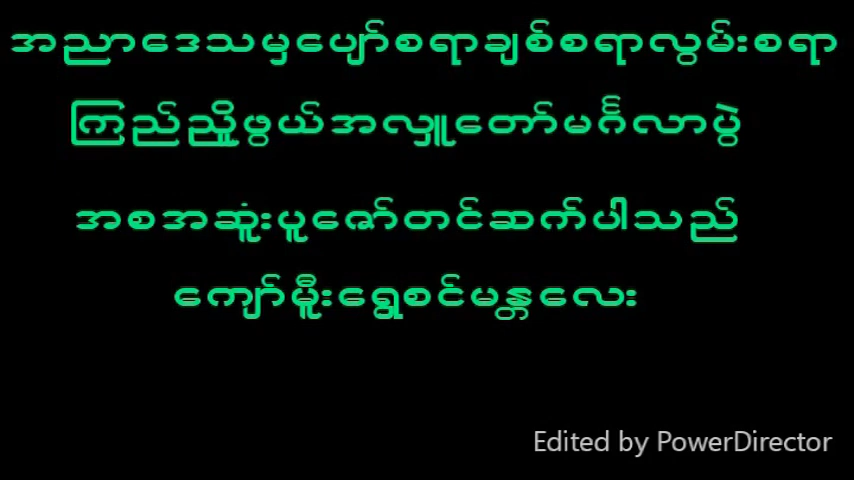 အညာဒေသမှပျော်စရာချစ်စရာလွမ်းစရာ
ကြည်ညှိုဖွယ်အလှူတော်မင်္ဂလာပွဲ
အစအဆူံးပူဇော်တင်ဆက်ပါသည်
ကျော်မိူးရွှေစင်မန္တလေး
Edited by PowerDirector